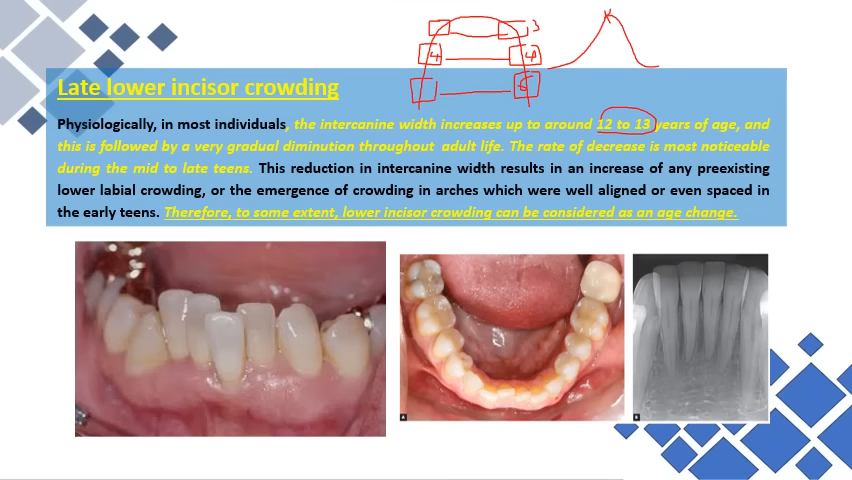 3
4
4
6
Late lower incisor crowding
Physiologically, in most individuals, the intercanine width increases up to around 12 to 13 years of age, and
this is followed by a very gradual diminution throughout adult life. The rate of decrease is most noticeable
during the mid to late teens. This reduction in intercanine width results in an increase of any preexisting
lower labial crowding, or the emergence of crowding in arches which were well aligned or even spaced in
the early teens. Therefore, to some extent, lower incisor crowding can be considered as an age change.
A
B